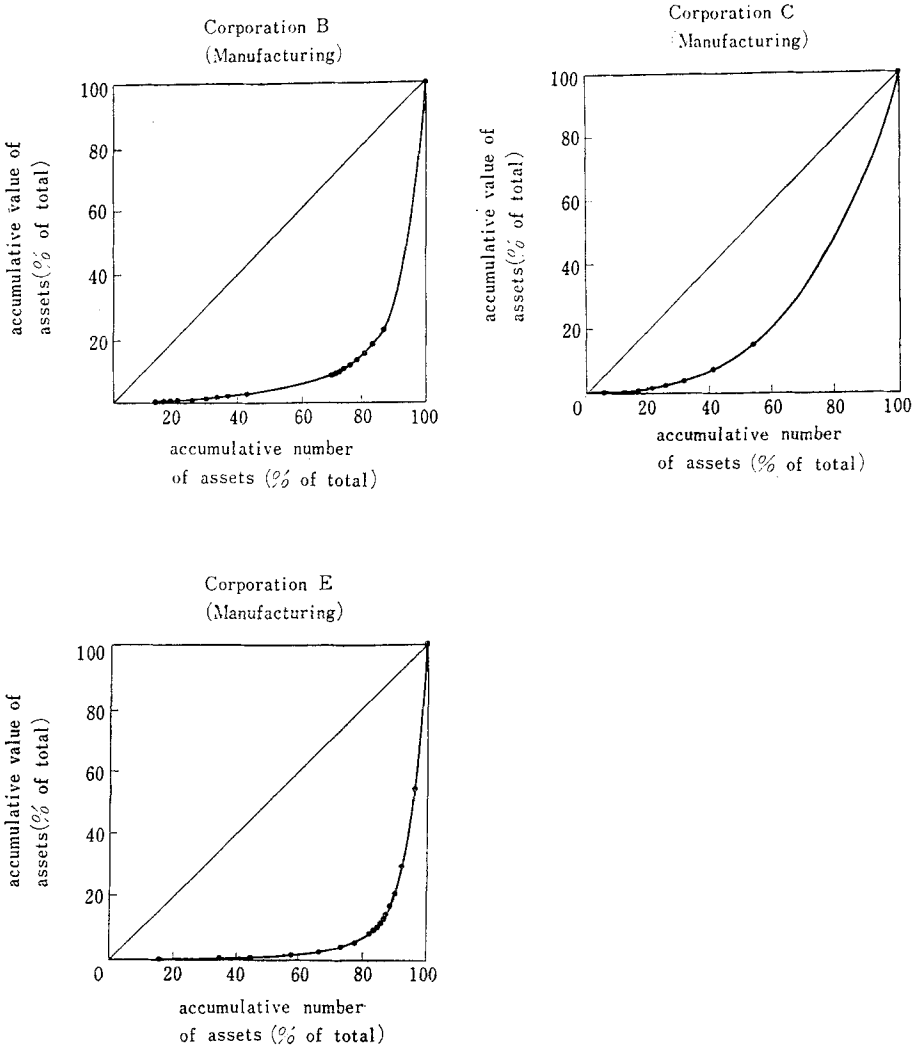 Corporation B
(Manufacturing)
accumulative value of
assets(% of total)
100
80
60
40
20
20 40 60 80 100
accumulative number
of assets (% of total)
Corporation C
(Manufacturing)
accumulative value of
assets(% of total)
100
80
60
40
20
0 20 40 60 80 100
accumulative number
of assets (% of total)
Corporation E
(Manufacturing)
accumulative value of
assets(% of total)
100
80
60
40
20
0 20 40 60 80 100
accumulative number
of assets (% of total)